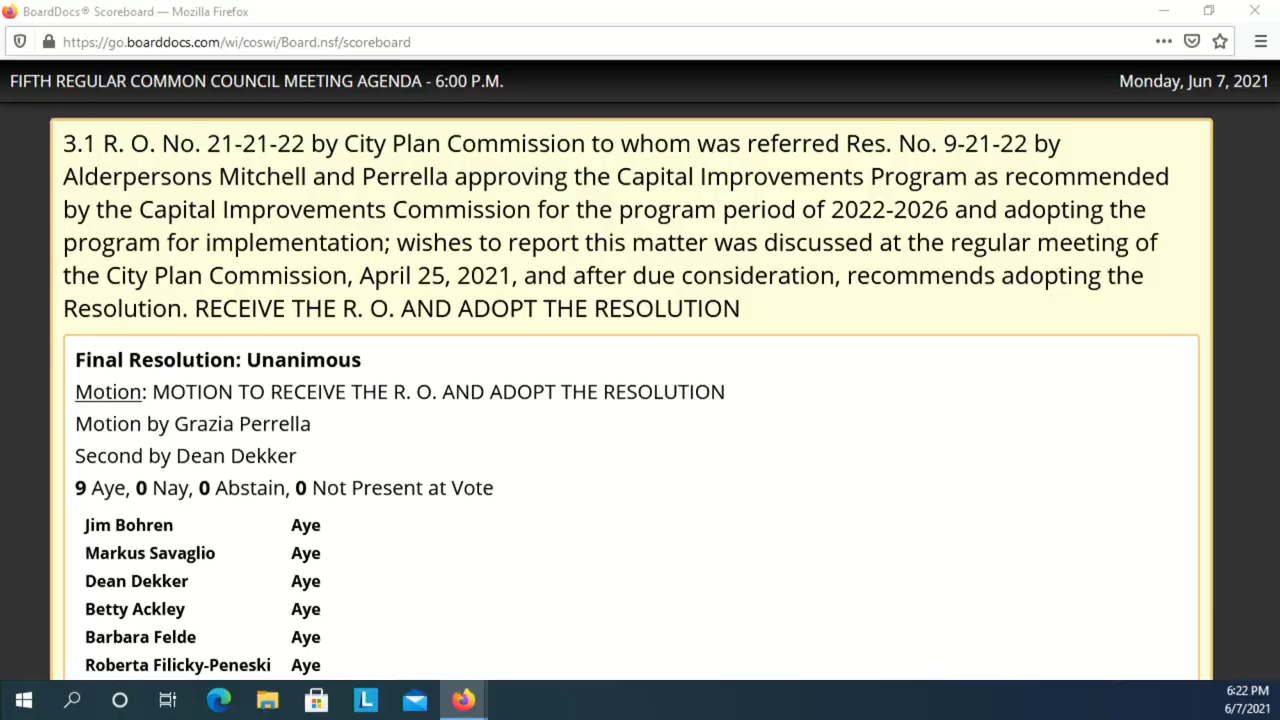 BoardDocs® Scoreboard — Mozilla Firefox
https://go.boarddocs.com/wi/coswi/Board.nsf/scoreboard
FIFTH REGULAR COMMON COUNCIL MEETING AGENDA - 6:00 P.M. Monday, Jun 7, 2021
3.1 R. O. No. 21-21-22 by City Plan Commission to whom was referred Res. No. 9-21-22 by
Alderpersons Mitchell and Perrella approving the Capital Improvements Program as recommended
by the Capital Improvements Commission for the program period of 2022-2026 and adopting the
program for implementation; wishes to report this matter was discussed at the regular meeting of
the City Plan Commission, April 25, 2021, and after due consideration, recommends adopting the
Resolution. RECEIVE THE R. O. AND ADOPT THE RESOLUTION
Final Resolution: Unanimous
Motion: MOTION TO RECEIVE THE R. O. AND ADOPT THE RESOLUTION
Motion by Grazia Perrella
Second by Dean Dekker
9 Aye, 0 Nay, 0 Abstain, 0 Not Present at Vote
Jim Bohren Aye
Markus Savaglio Aye
Dean Dekker Aye
Betty Ackley Aye
Barbara Felde Aye
Roberta Filicky-Peneski Aye
L
6:22 PM
6/7/2021